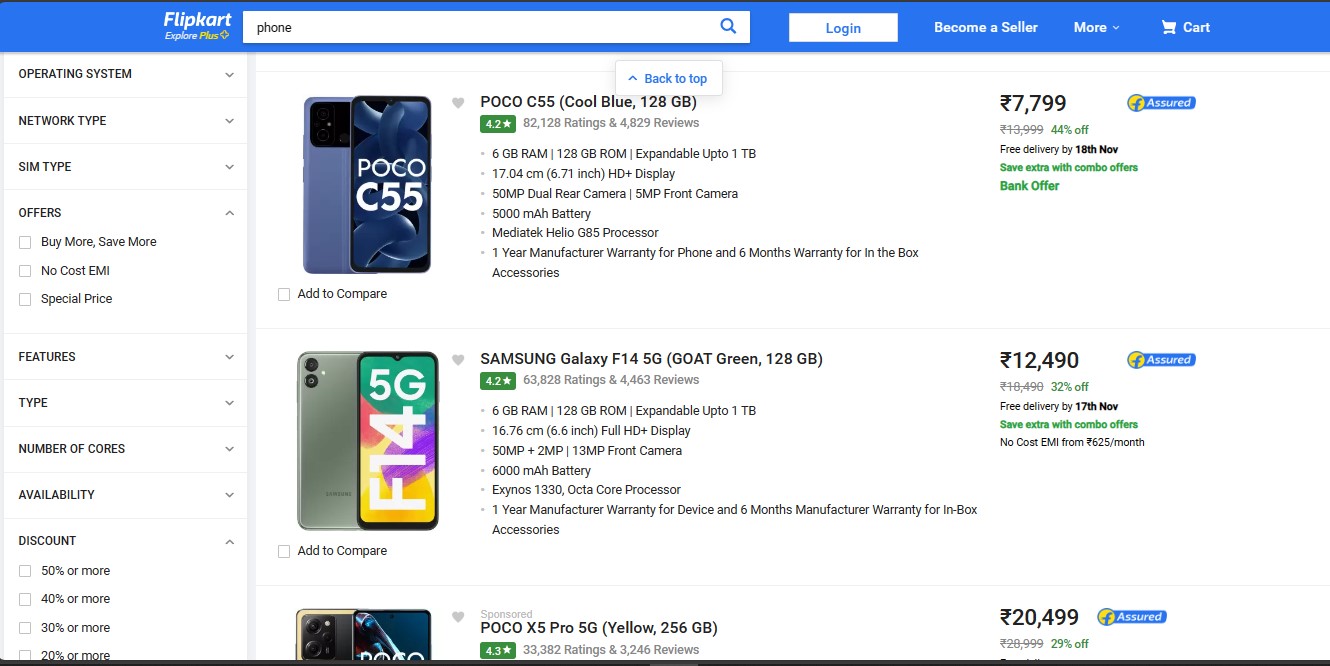 Flipkart
Explore Plus
phone
Login
Become a Seller
More
Cart
Back to top
OPERATING SYSTEM
NETWORK TYPE
SIM TYPE
OFFERS
Buy More, Save More
No Cost EMI
Special Price
FEATURES
TYPE
NUMBER OF CORES
AVAILABILITY
DISCOUNT
50% or more
40% or more
30% or more
20% or more
POCO
C55
Add to Compare
POCO C55 (Cool Blue, 128 GB)
4.2★ 82,128 Ratings & 4,829 Reviews
6 GB RAM | 128 GB ROM | Expandable Upto 1 TB
17.04 cm (6.71 inch) HD+ Display
50MP Dual Rear Camera | 5MP Front Camera
5000 mAh Battery
Mediatek Helio G85 Processor
1 Year Manufacturer Warranty for Phone and 6 Months Warranty for In the Box
Accessories
₹7,799
Assured
₹13,999 44% off
Free delivery by 18th Nov
Save extra with combo offers
Bank Offer
5G
F14
SAMSUNG
Add to Compare
SAMSUNG Galaxy F14 5G (GOAT Green, 128 GB)
4.2★ 63,828 Ratings & 4,463 Reviews
6 GB RAM | 128 GB ROM | Expandable Upto 1 TB
16.76 cm (6.6 inch) Full HD+ Display
50MP + 2MP | 13MP Front Camera
6000 mAh Battery
Exynos 1330, Octa Core Processor
1 Year Manufacturer Warranty for Device and 6 Months Manufacturer Warranty for In-Box
Accessories
₹12,490
Assured
₹18,490 32% off
Free delivery by 17th Nov
Save extra with combo offers
No Cost EMI from ₹625/month
POCO
Sponsored
POCO X5 Pro 5G (Yellow, 256 GB)
4.3★ 33,382 Ratings & 3,246 Reviews
₹20,499
Assured
₹28,999 29% off